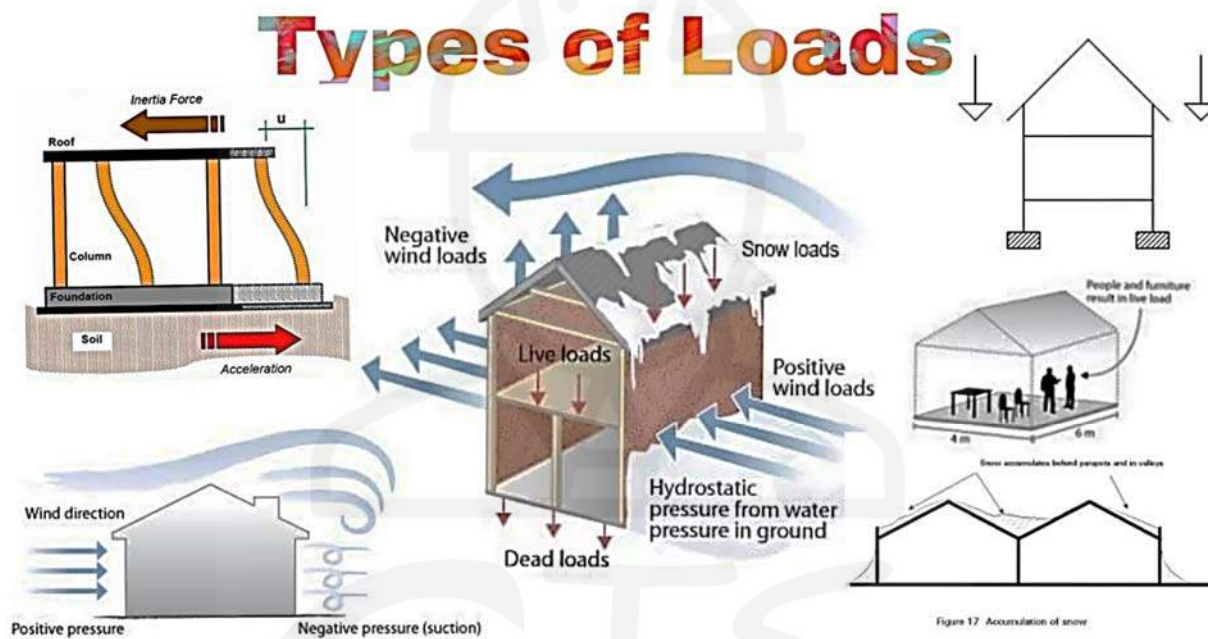 Types of Loads
Inertia Force
u
Roof
Column
Foundation
Soil
Acceleration
Negative
wind loads
Snow loads
Live loads
Positive
wind loads
Hydrostatic
pressure from water
pressure in ground
Dead loads
People and furniture
result in live load
4 m
6 m
Wind direction
Positive pressure
Negative pressure (suction)
Snow accumulates behind parapets and in valleys
Figure 17 Accumulation of snow